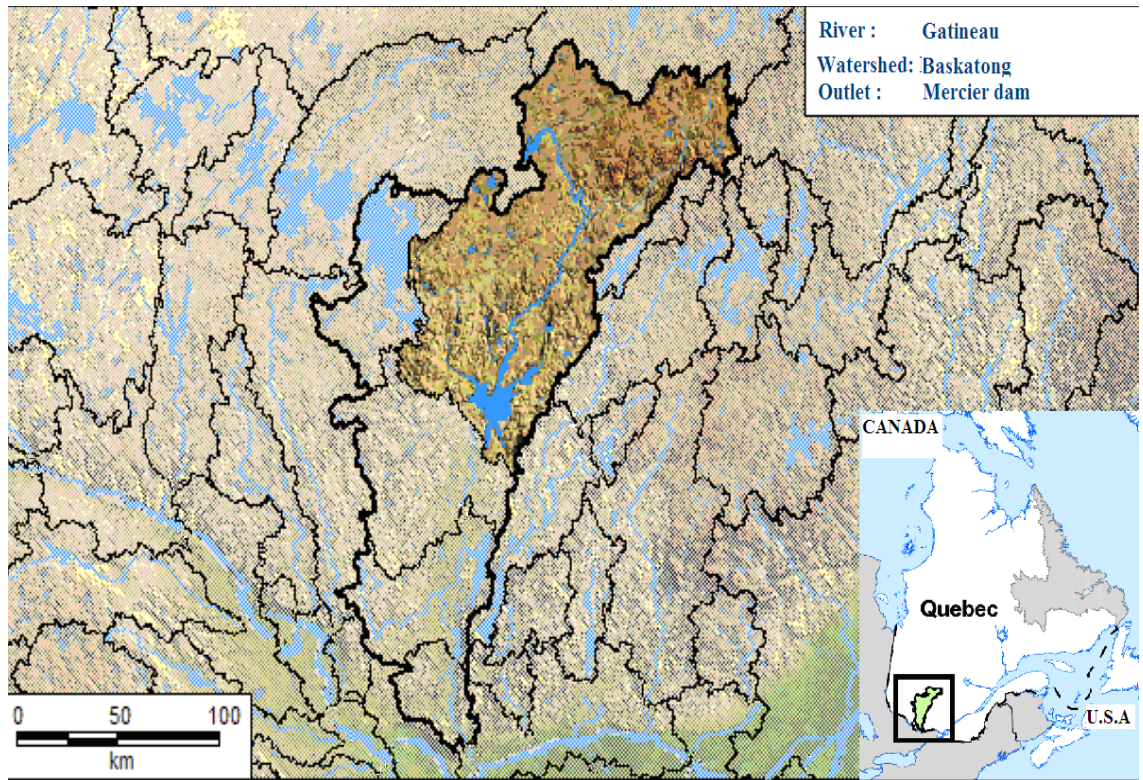 River : Gatineau
Watershed: Baskatong
Outlet : Mercier dam
CANADA
Quebec
U.S.A
0 50 100
km